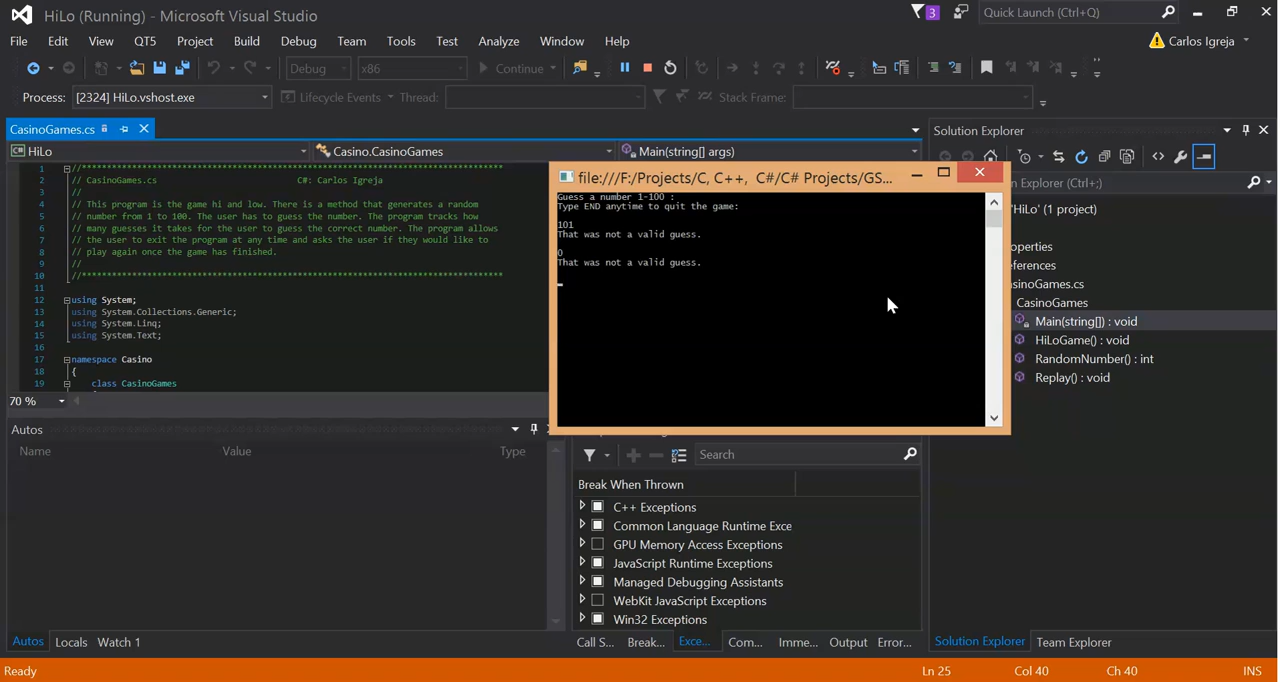 HiLo (Running) - Microsoft Visual Studio
3
Quick Launch (Ctrl+Q)
File Edit View QT5 Project Build Debug Team Tools Test Analyze Window Help
Carlos Igreja
Debug x86 Continue
Process: [2324] HiLo.vshost.exe Lifecycle Events Thread: Stack Frame:
CasinoGames.cs
HiLo Casino.CasinoGames Main(string[] args)
1 //****************************************************************************
2 // CasinoGames.cs C#: Carlos Igreja
3 //
4 // This program is the game hi and low. There is a method that generates a random
5 // number from 1 to 100. The user has to guess the number. The program tracks how
6 // many guesses it takes for the user to guess the correct number. The program allows
7 // the user to exit the program at any time and asks the user if they would like to
8 // play again once the game has finished.
9 //
10 //****************************************************************************
11
12 using System;
13 using System.Collections.Generic;
14 using System.Linq;
15 using System.Text;
16
17 namespace Casino
18 {
19 class CasinoGames
70 %
file:///F:/Projects/C, C++, C#/C# Projects/GS...
Guess a number 1-100 :
Type END anytime to quit the game:
101
That was not a valid guess.
0
That was not a valid guess.
Solution Explorer
Explorer (Ctrl+;)
'HiLo' (1 project)
operties
eferences
asinoGames.cs
CasinoGames
Main(string[]) : void
HiLoGame() : void
RandomNumber() : int
Replay() : void
Autos
Name Value Type
Search
Break When Thrown
C++ Exceptions
Common Language Runtime Exce
GPU Memory Access Exceptions
JavaScript Runtime Exceptions
Managed Debugging Assistants
WebKit JavaScript Exceptions
Win32 Exceptions
Autos Locals Watch 1
Call S... Break... Exce... Com... Imme... Output Error...
Solution Explorer Team Explorer
Ready Ln 25 Col 40 Ch 40 INS